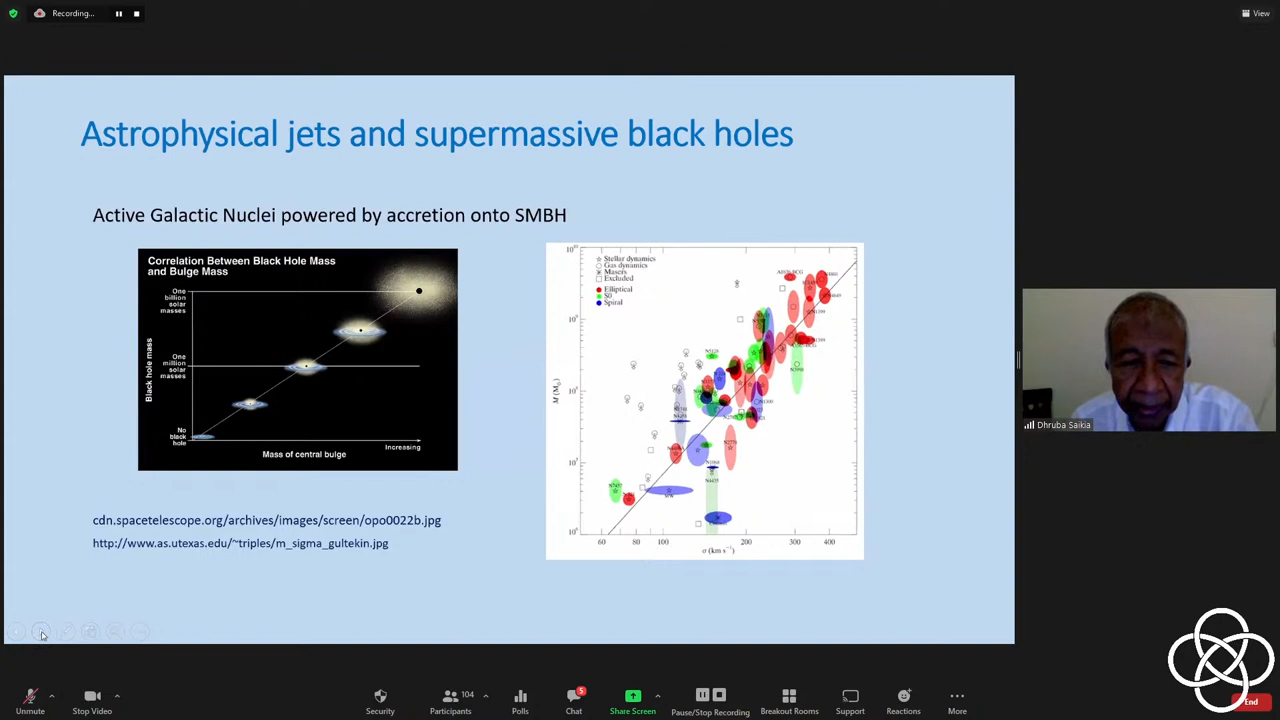 Recording...
View
Astrophysical jets and supermassive black holes
Active Galactic Nuclei powered by accretion onto SMBH
Correlation Between Black Hole Mass
and Bulge Mass
One
billion
solar
masses
One
million
solar
masses
No
black
hole
Black hole mass
Increasing
Mass of central bulge
Stellar dynamics
Gas dynamics
Masers
Excluded
Elliptical
S0
Spiral
60
80
100
200
300
400
σ (km s⁻¹)
cdn.spacetelescope.org/archives/images/screen/opo0022b.jpg
http://www.as.utexas.edu/~triples/m_sigma_gultekin.jpg
Dhruba Saikia
Unmute
Stop Video
Security
104
Participants
Polls
5
Chat
Share Screen
Pause/Stop Recording
Breakout Rooms
Support
Reactions
More
End